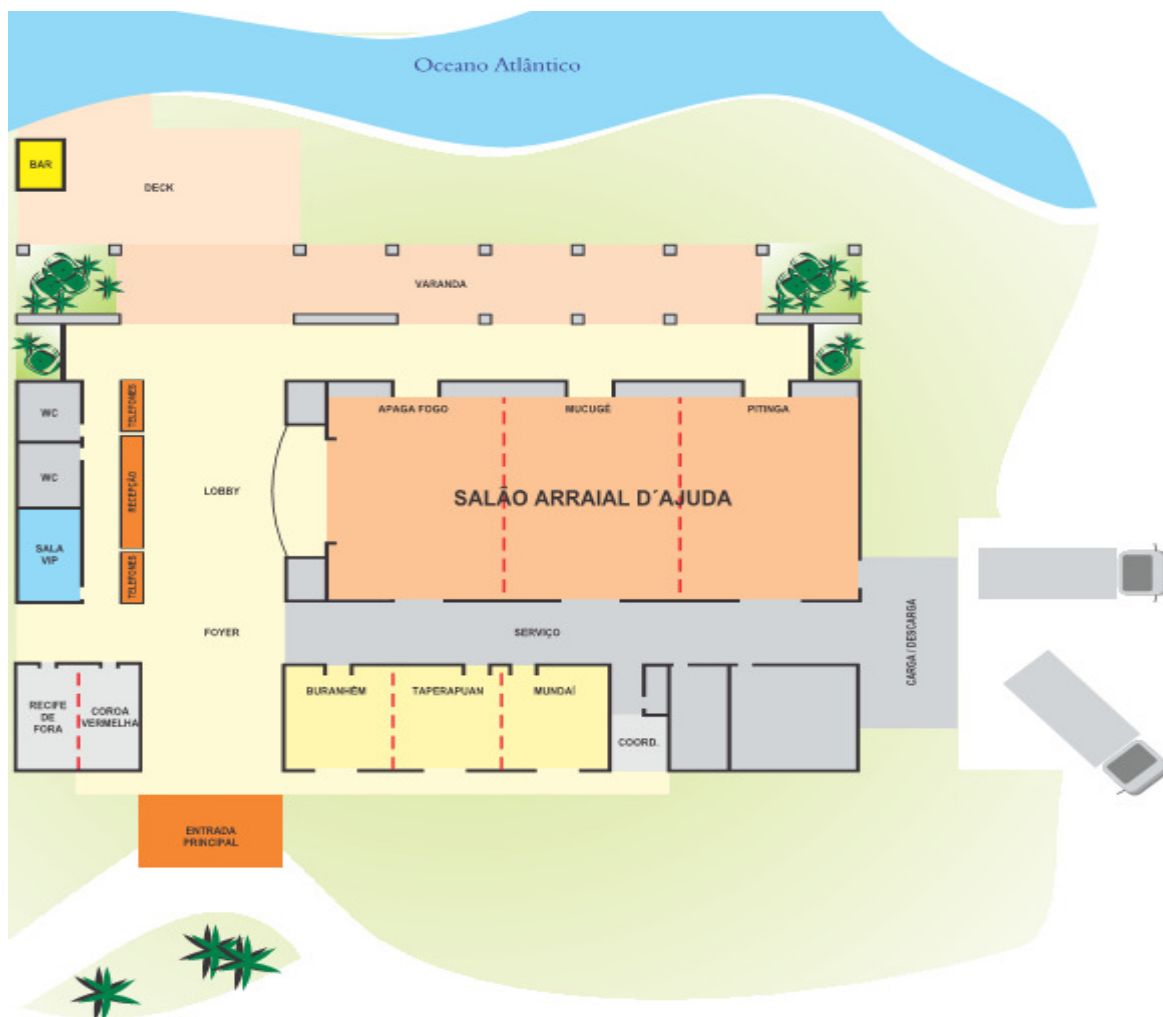 Oceano Atlântico
BAR
DECK
VARANDA
WC
TELEFONES
APAGA FOGO
MUCUGÊ
PITINGA
WC
RECEPÇÃO
LOBBY
SALÃO ARRAIAL D´AJUDA
SALA
VIP
TELEFONES
FOYER
SERVIÇO
CARGA / DESCARGA
RECIFE
DE
FORA
COROA
VERMELHA
BURANHÉM
TAPERAPUAN
MUNDAÍ
COORD.
ENTRADA
PRINCIPAL